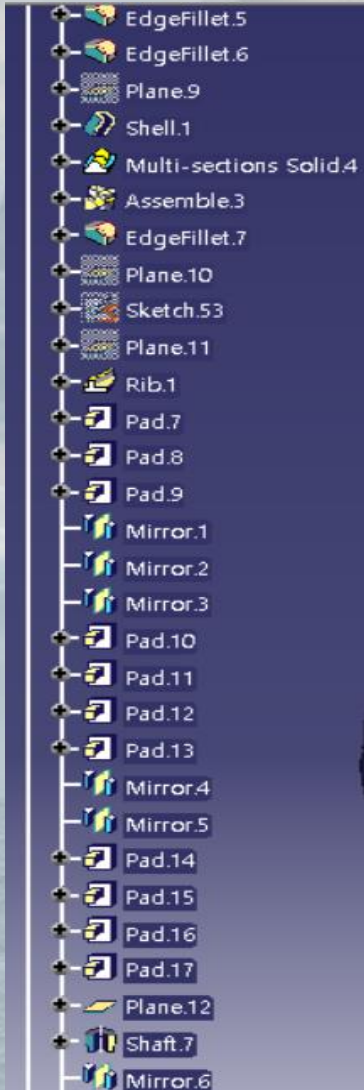 EdgeFillet.5
EdgeFillet.6
Plane.9
Shell.1
Multi-sections Solid.4
Assemble.3
EdgeFillet.7
Plane.10
Sketch.53
Plane.11
Rib.1
Pad.7
Pad.8
Pad.9
Mirror.1
Mirror.2
Mirror.3
Pad.10
Pad.11
Pad.12
Pad.13
Mirror.4
Mirror.5
Pad.14
Pad.15
Pad.16
Pad.17
Plane.12
Shaft.7
Mirror.6